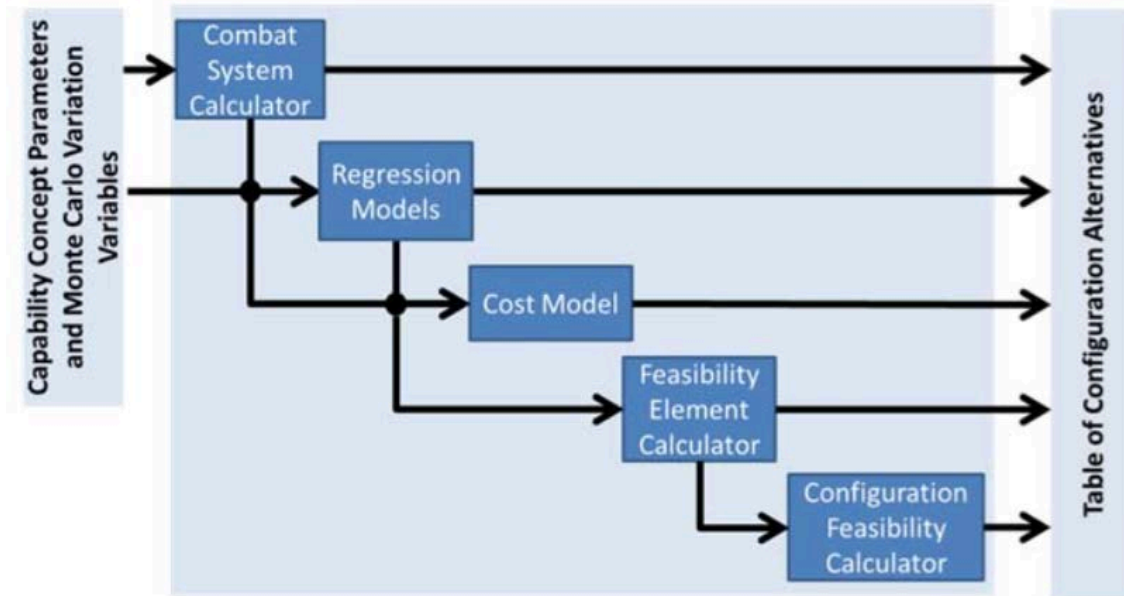 Capability Concept Parameters
and Monte Carlo Variation
Variables
Combat
System
Calculator
Regression
Models
Cost Model
Feasibility
Element
Calculator
Configuration
Feasibility
Calculator
Table of Configuration Alternatives